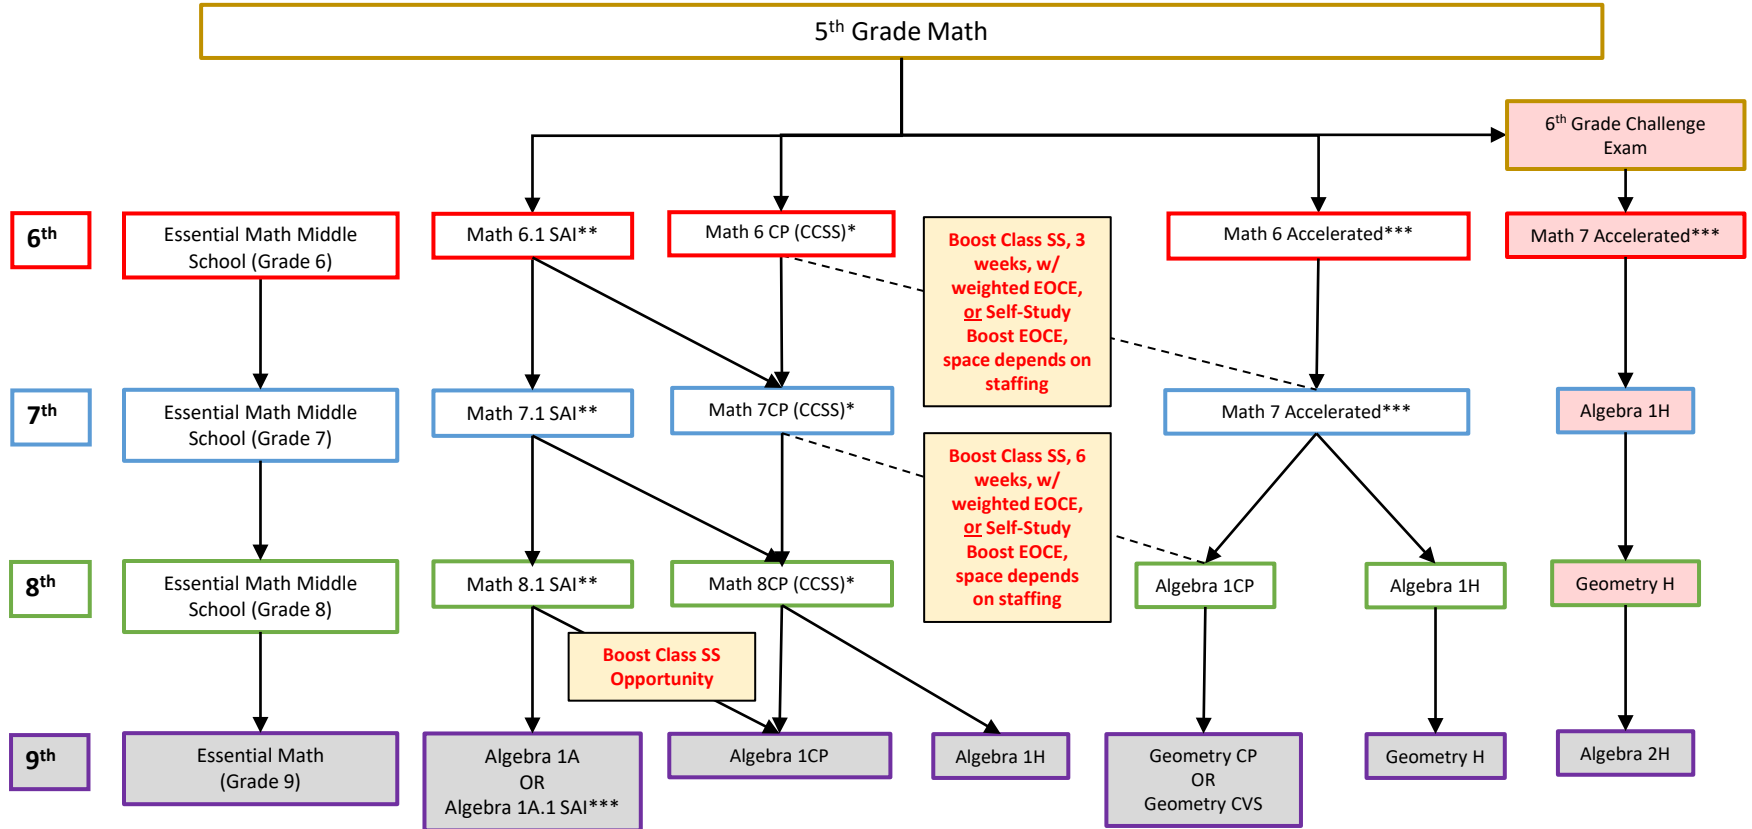 5th Grade Math
6th Grade Challenge
Exam
6th
Essential Math Middle
School (Grade 6)
Math 6.1 SAI**
Math 6 CP (CCSS)*
Boost Class SS, 3
weeks, w/
weighted EOCE,
or Self-Study
Boost EOCE,
space depends on
staffing
Math 6 Accelerated***
Math 7 Accelerated***
7th
Essential Math Middle
School (Grade 7)
Math 7.1 SAI**
Math 7CP (CCSS)*
Math 7 Accelerated***
Algebra 1H
Boost Class SS, 6
weeks, w/
weighted EOCE,
or Self-Study
Boost EOCE,
space depends
on staffing
8th
Essential Math Middle
School (Grade 8)
Math 8.1 SAI**
Math 8CP (CCSS)*
Algebra 1CP
Algebra 1H
Geometry H
Boost Class SS
Opportunity
9th
Essential Math
(Grade 9)
Algebra 1A
OR
Algebra 1A.1 SAI***
Algebra 1CP
Algebra 1H
Geometry CP
OR
Geometry CVS
Geometry H
Algebra 2H